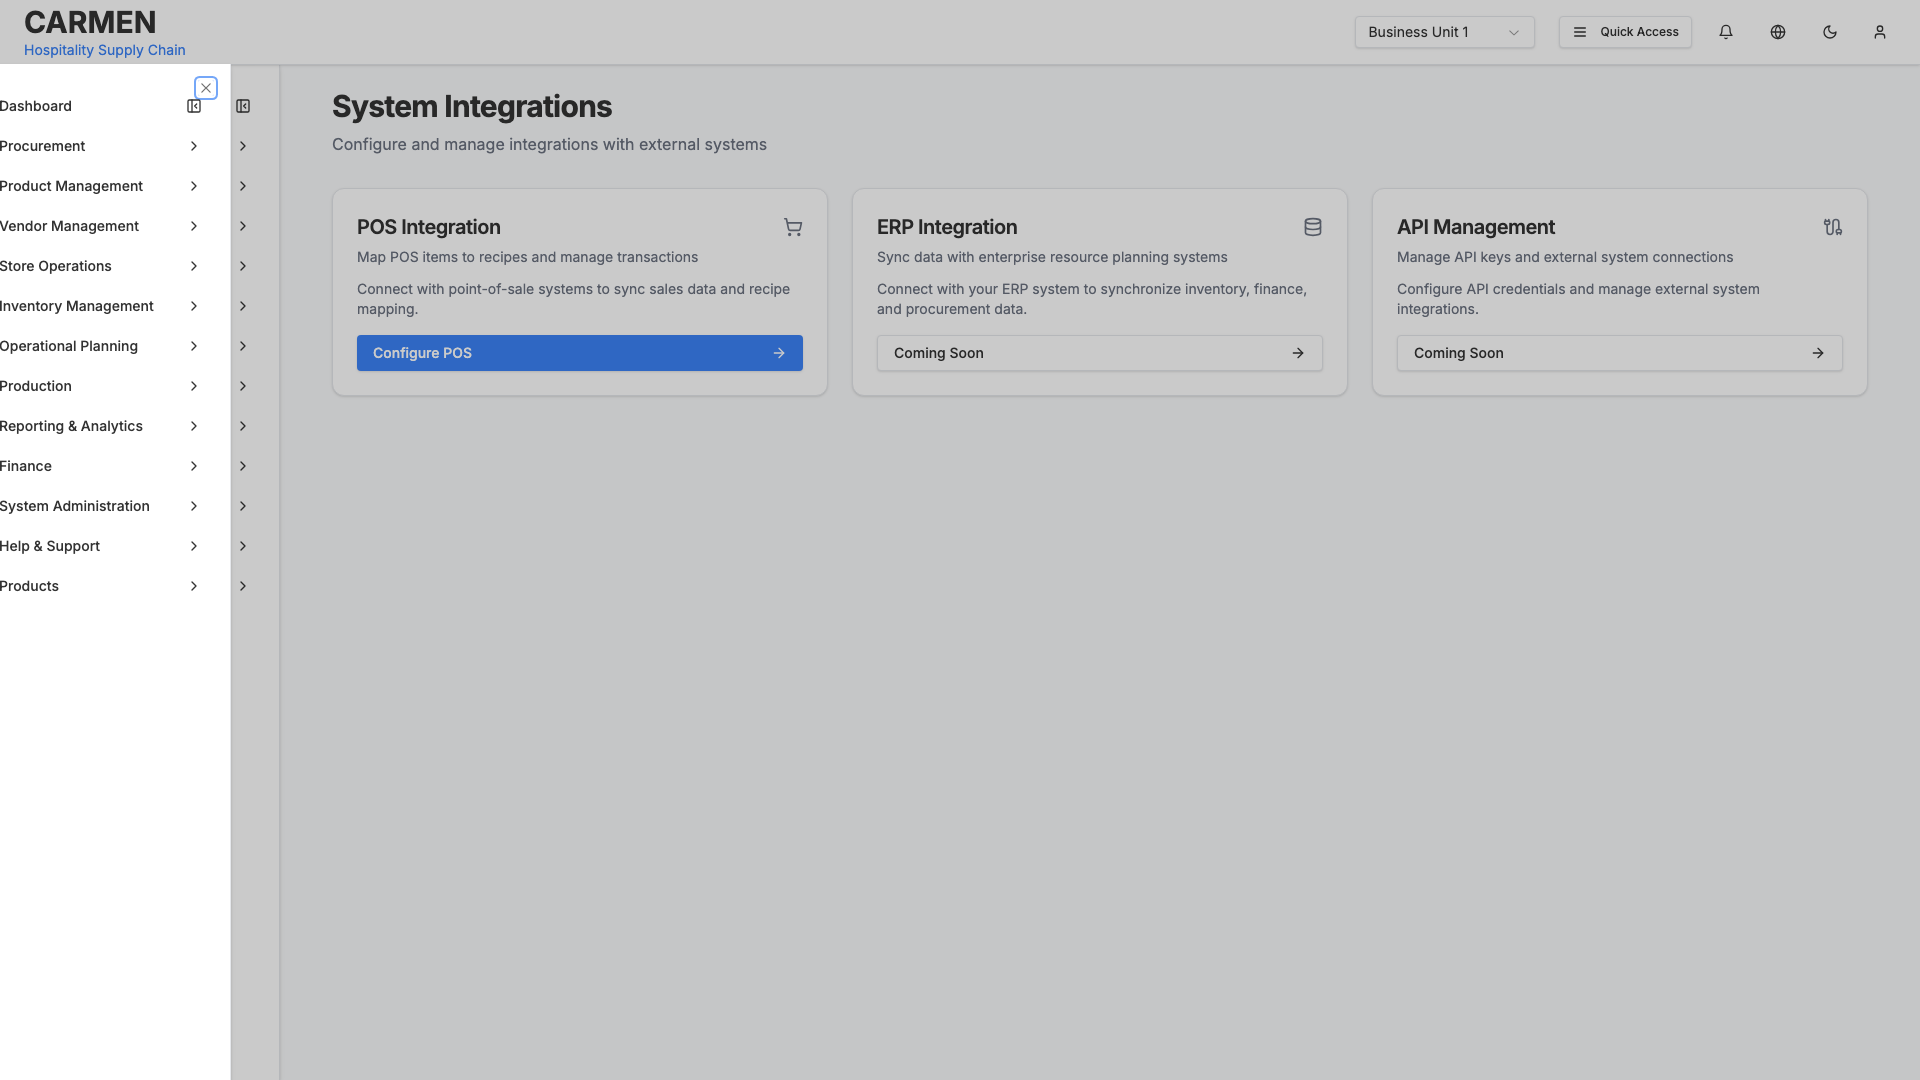 CARMEN
Hospitality Supply Chain
Business Unit 1
Quick Access
Dashboard
Procurement
Product Management
Vendor Management
Store Operations
Inventory Management
Operational Planning
Production
Reporting & Analytics
Finance
System Administration
Help & Support
Products
System Integrations
Configure and manage integrations with external systems
POS Integration
Map POS items to recipes and manage transactions
Connect with point-of-sale systems to sync sales data and recipe
mapping.
Configure POS
ERP Integration
Sync data with enterprise resource planning systems
Connect with your ERP system to synchronize inventory, finance,
and procurement data.
Coming Soon
API Management
Manage API keys and external system connections
Configure API credentials and manage external system
integrations.
Coming Soon